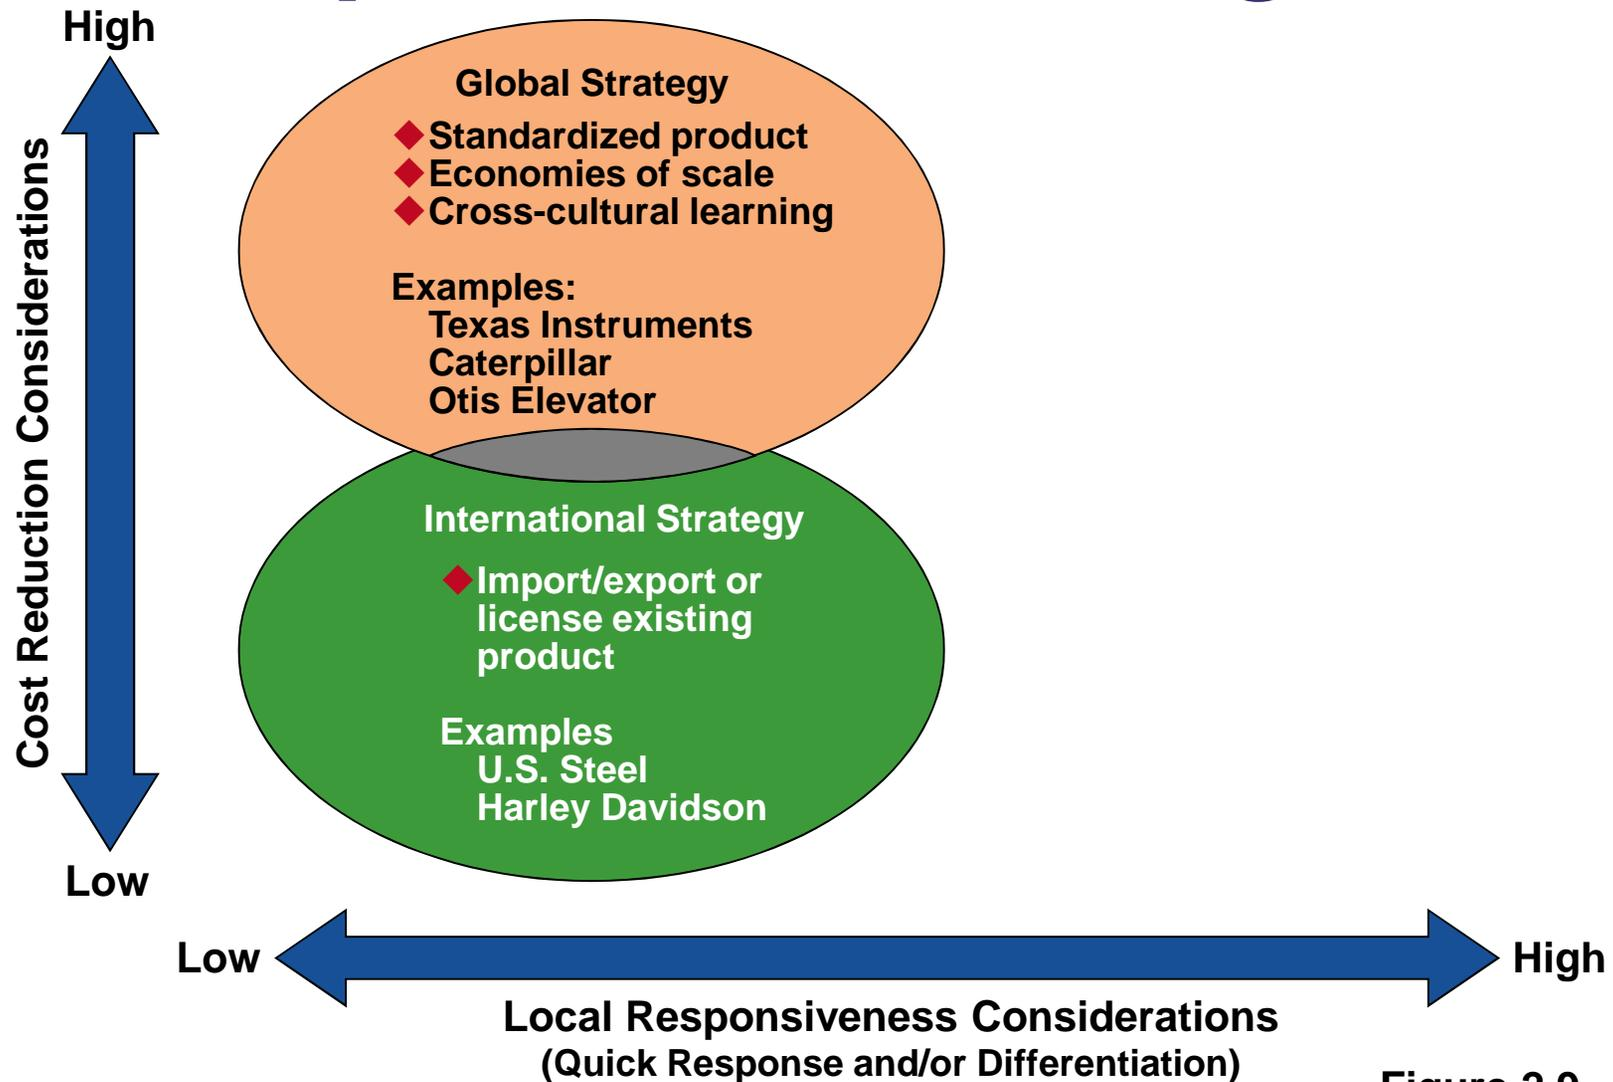 High
Global Strategy
Standardized product
Economies of scale
Cross-cultural learning
Examples:
Texas Instruments
Caterpillar
Otis Elevator
Cost Reduction Considerations
International Strategy
Import/export or
license existing
product
Examples
U.S. Steel
Harley Davidson
Low
Low
High
Local Responsiveness Considerations
(Quick Response and/or Differentiation)